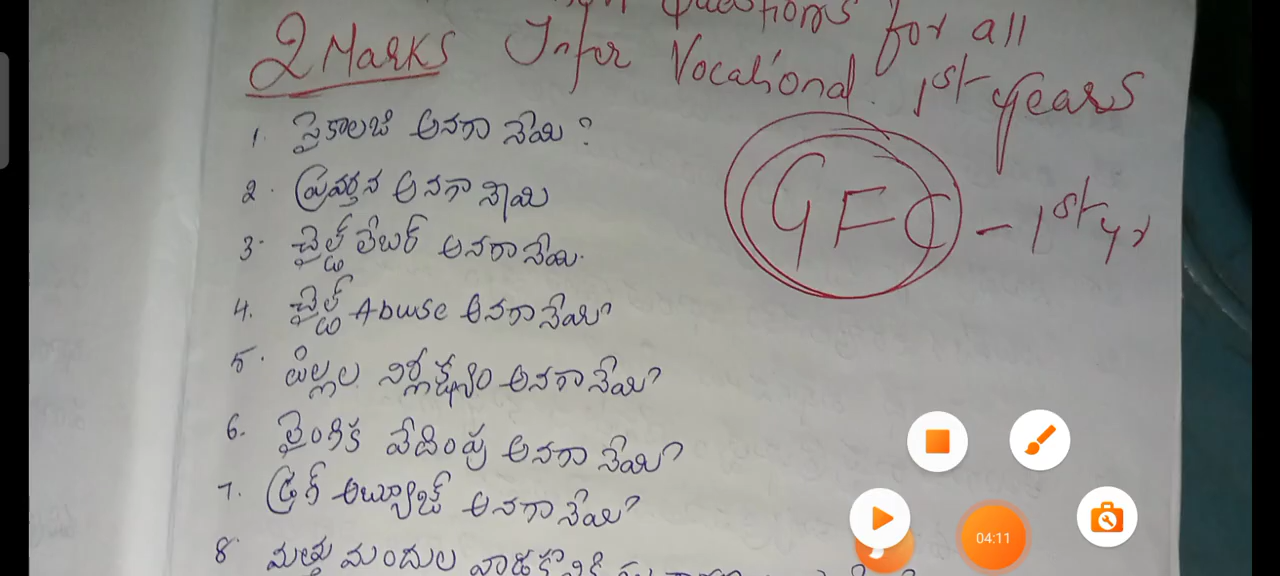 Questions for all
2 Marks Inter Vocational 1st years
1. సైకాలజి అనగానేమి?
2. ప్రవర్తన అనగానేమి
GFC - 1st yr
3. చైల్డ్ లేబర్ అనగానేమి.
4. చైల్డ్ Abuse అనగానేమి?
5. పిల్లల నిర్లక్ష్యం అనగానేమి?
6. లైంగిక వేదింపు అనగానేమి?
7. డ్రగ్ అబ్యూజ్ అనగానేమి?
8. మత్తు మందుల వాడకానికి
04:11